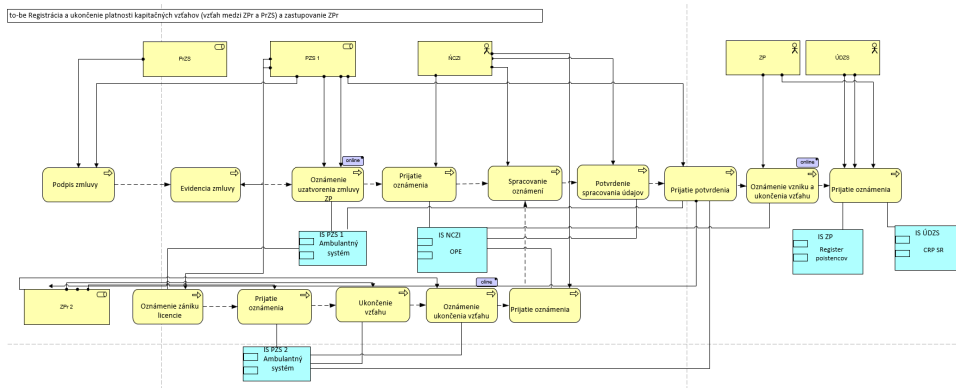 to-be Registrácia a ukončenie platnosti kapitačných vzťahov (vzťah medzi ZPr a PrZS) a zastupovanie ZPr
PrZS
PZS 1
NCZI
ZP
ÚDZS
Podpis zmluvy
Evidencia zmluvy
online
Oznámenie
uzatvorenia zmluvy
ZP
Prijatie
oznámenia
Spracovanie
oznámení
Potvrdenie
spracovania údajov
Prijatie potvrdenia
online
Oznámenie vzniku a
ukončenia vzťahu
Prijatie oznámenia
IS PZS 1
Ambulantný
systém
IS NCZI
OPE
IS ZP
Register
poistencov
IS ÚDZS
CRP SR
ZPr 2
Oznámenie zániku
licencie
Prijatie
oznámenia
Ukončenie
vzťahu
oline
Oznámenie
ukončenia vzťahu
Prijatie oznámenia
IS PZS 2
Ambulantný
systém